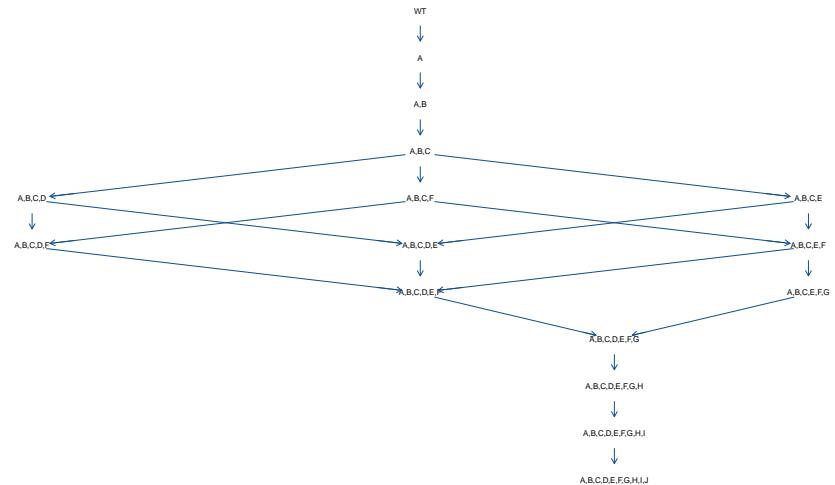 WT
A
A,B
A,B,C
A,B,C,D
A,B,C,F
A,B,C,E
A,B,C,D,F
A,B,C,D,E
A,B,C,E,F
A,B,C,D,E,F
A,B,C,E,F,G
A,B,C,D,E,F,G
A,B,C,D,E,F,G,H
A,B,C,D,E,F,G,H,I
A,B,C,D,E,F,G,H,I,J